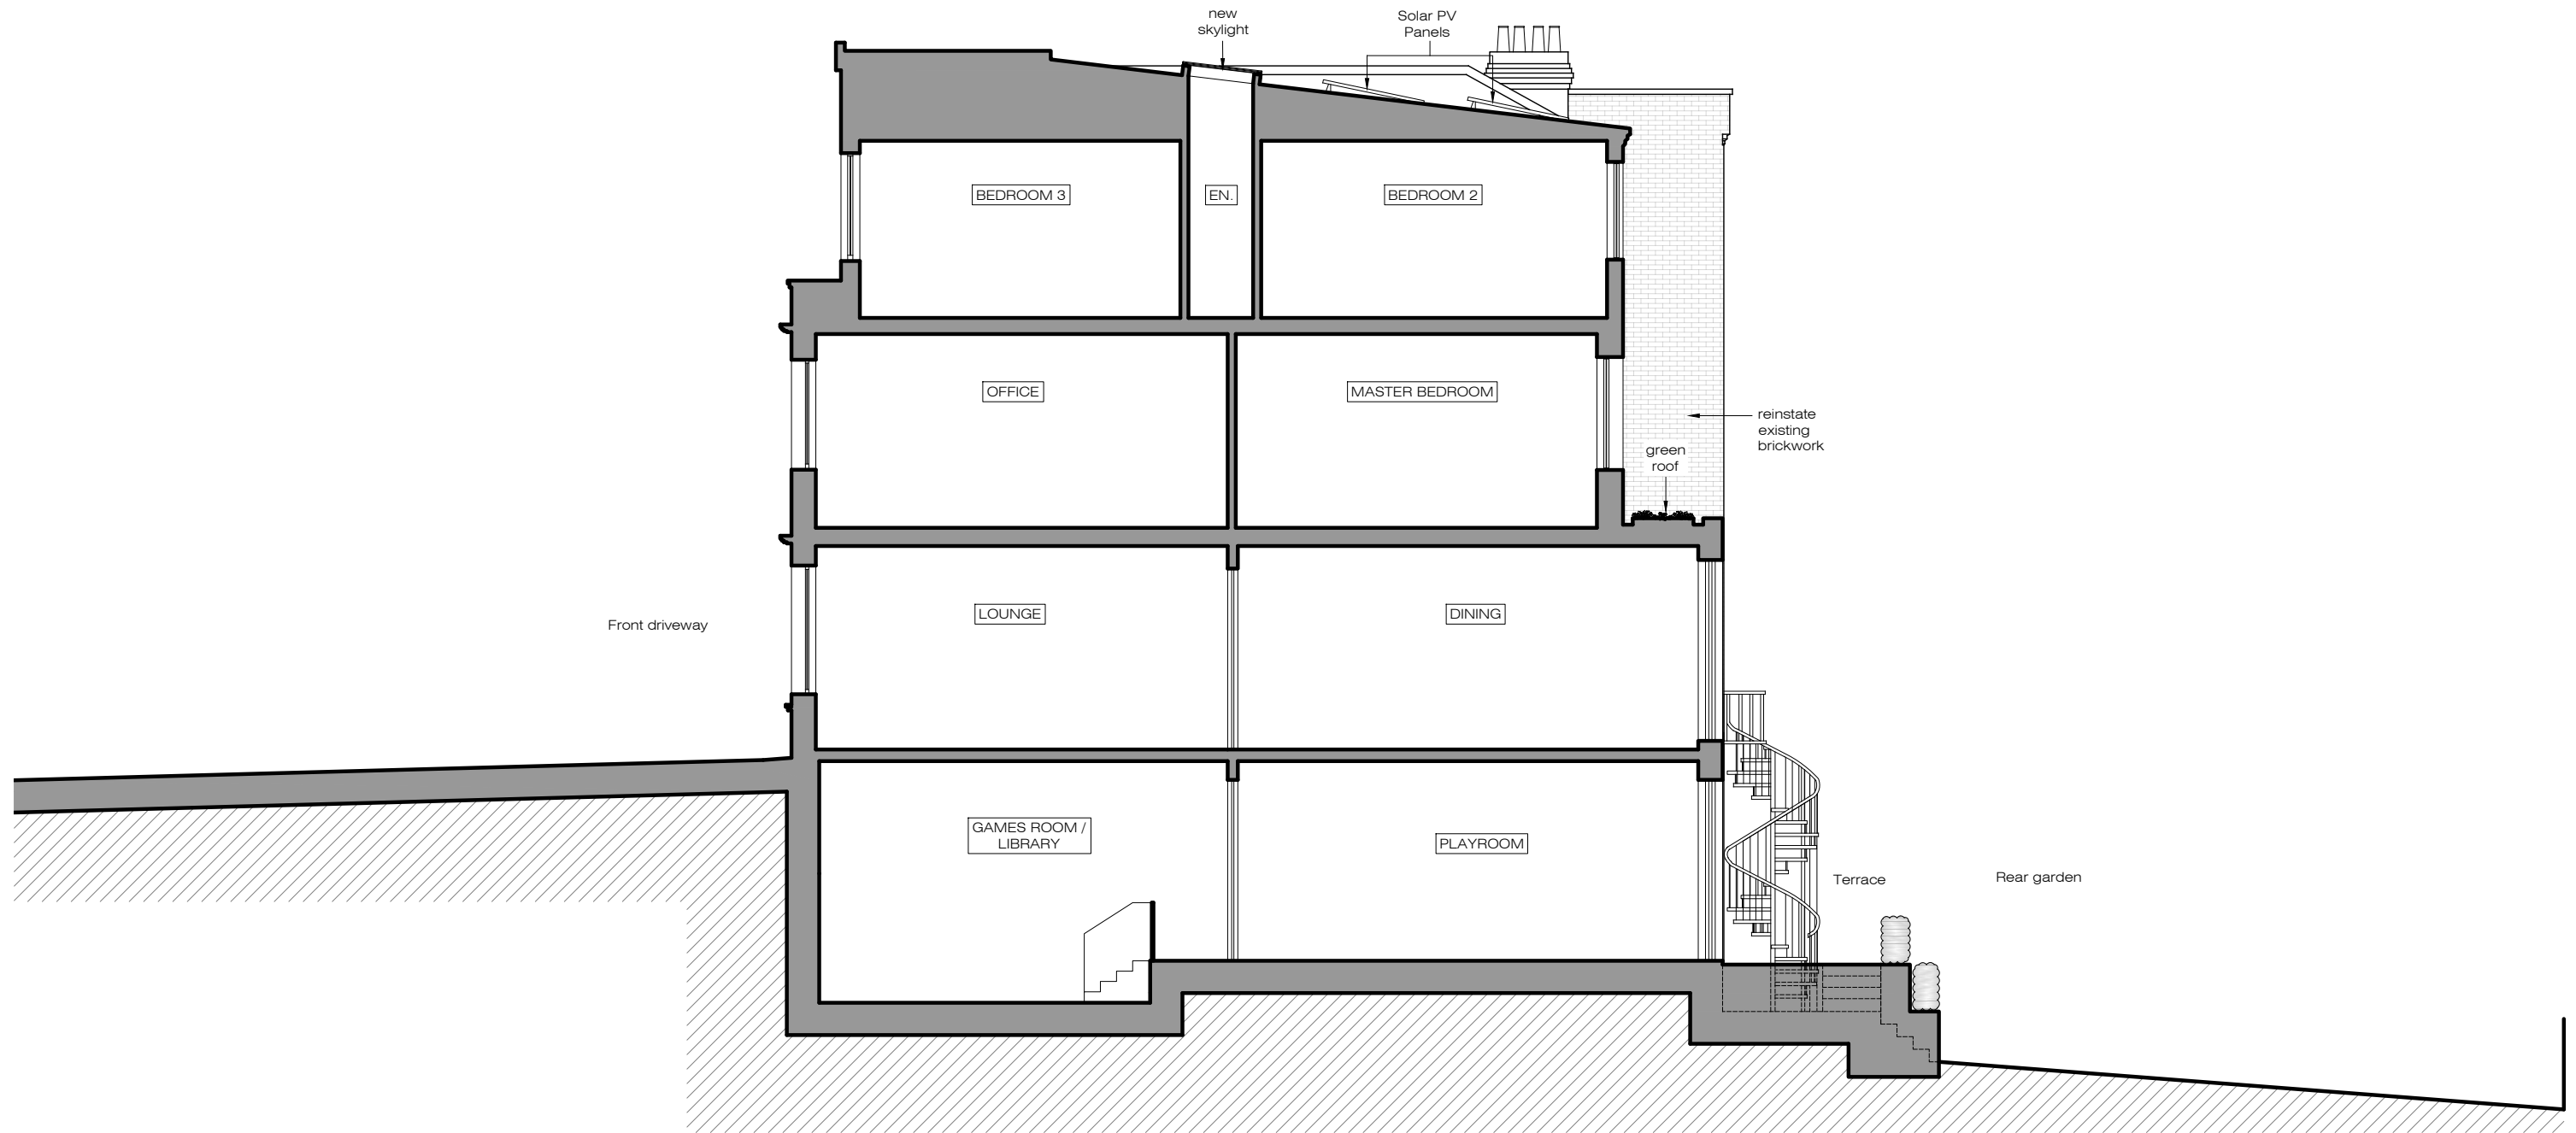 new
skylight
Solar PV
Panels
BEDROOM 3
EN.
BEDROOM 2
OFFICE
MASTER BEDROOM
reinstate
existing
brickwork
green
roof
LOUNGE
DINING
Front driveway
GAMES ROOM /
LIBRARY
PLAYROOM
Terrace
Rear garden